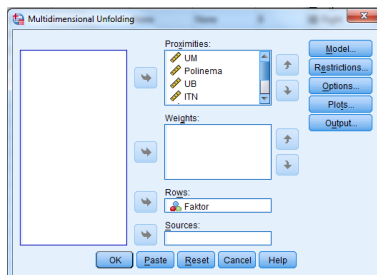 Multidimensional Unfolding
Proximities:
UM
Polinema
UB
ITN
Weights:
Rows:
Faktor
Sources:
Model...
Restrictions...
Options...
Plots...
Output...
OK
Paste
Reset
Cancel
Help